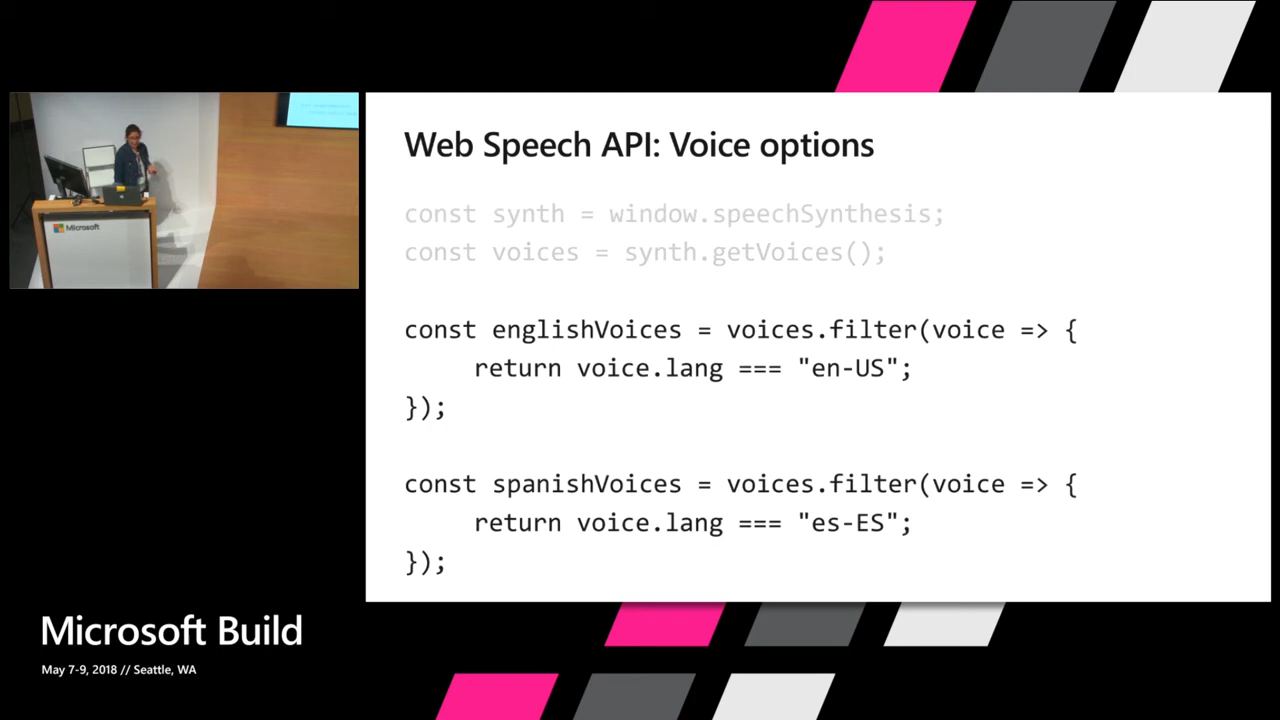 Microsoft
Web Speech API: Voice options
const synth = window.speechSynthesis;
const voices = synth.getVoices();
const englishVoices = voices.filter(voice => {
return voice.lang === "en-US";
});
const spanishVoices = voices.filter(voice => {
return voice.lang === "es-ES";
});
Microsoft Build
May 7-9, 2018 // Seattle, WA